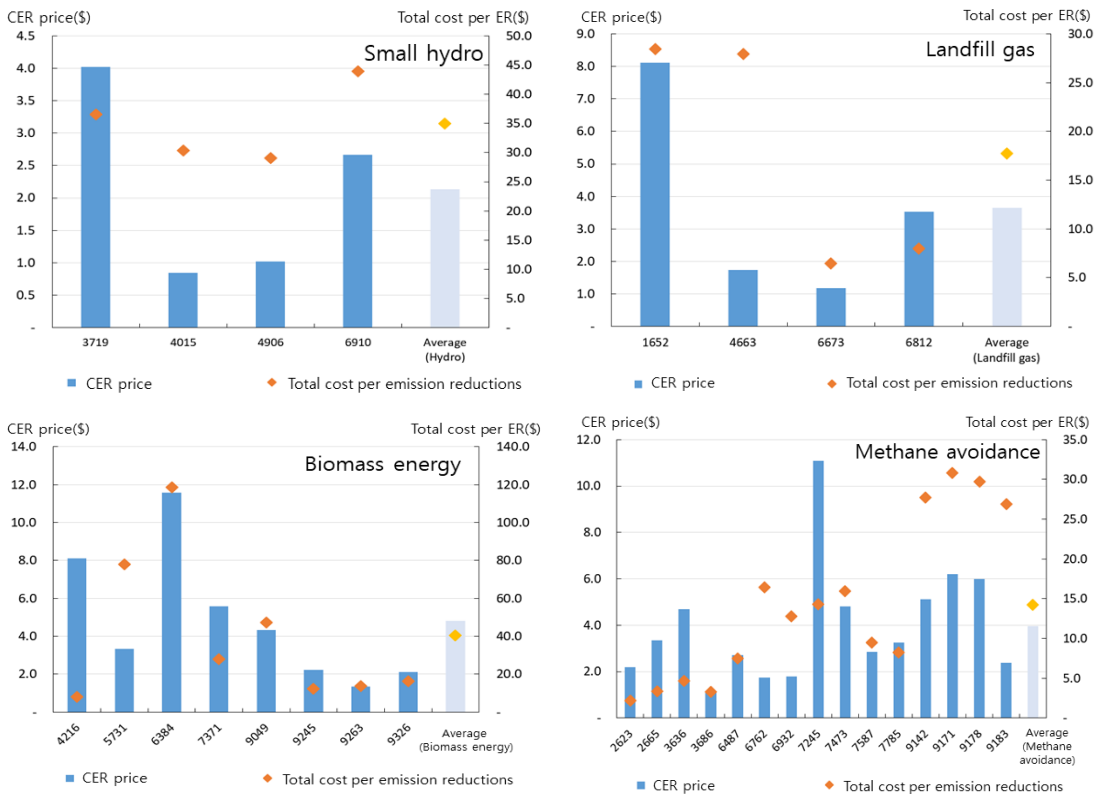 CER price($) Total cost per ER($)
Small hydro
4.5 50.0
4.0 45.0
3.5 40.0
3.0 35.0
2.5 30.0
2.0 25.0
1.5 20.0
1.0 15.0
0.5 10.0
- 5.0
-
3719 4015 4906 6910 Average
(Hydro)
CER price Total cost per emission reductions
CER price($) Total cost per ER($)
Landfill gas
9.0 30.0
8.0 25.0
7.0 20.0
6.0 15.0
5.0 10.0
4.0 5.0
3.0 -
2.0
1.0
-
1652 4663 6673 6812 Average
(Landfill gas)
CER price Total cost per emission reductions
CER price($) Total cost per ER($)
Biomass energy
14.0 140.0
12.0 120.0
10.0 100.0
8.0 80.0
6.0 60.0
4.0 40.0
2.0 20.0
- -
4216 5731 6384 7371 9049 9245 9263 9326 Average
(Biomass energy)
CER price Total cost per emission reductions
CER price($) Total cost per ER($)
Methane avoidance
12.0 35.0
10.0 30.0
8.0 25.0
6.0 20.0
4.0 15.0
2.0 10.0
- 5.0
-
2623 2665 3636 3686 6487 6762 6932 7245 7473 7587 7785 9142 9171 9178 9183 Average
(Methane
avoidance)
CER price Total cost per emission reductions